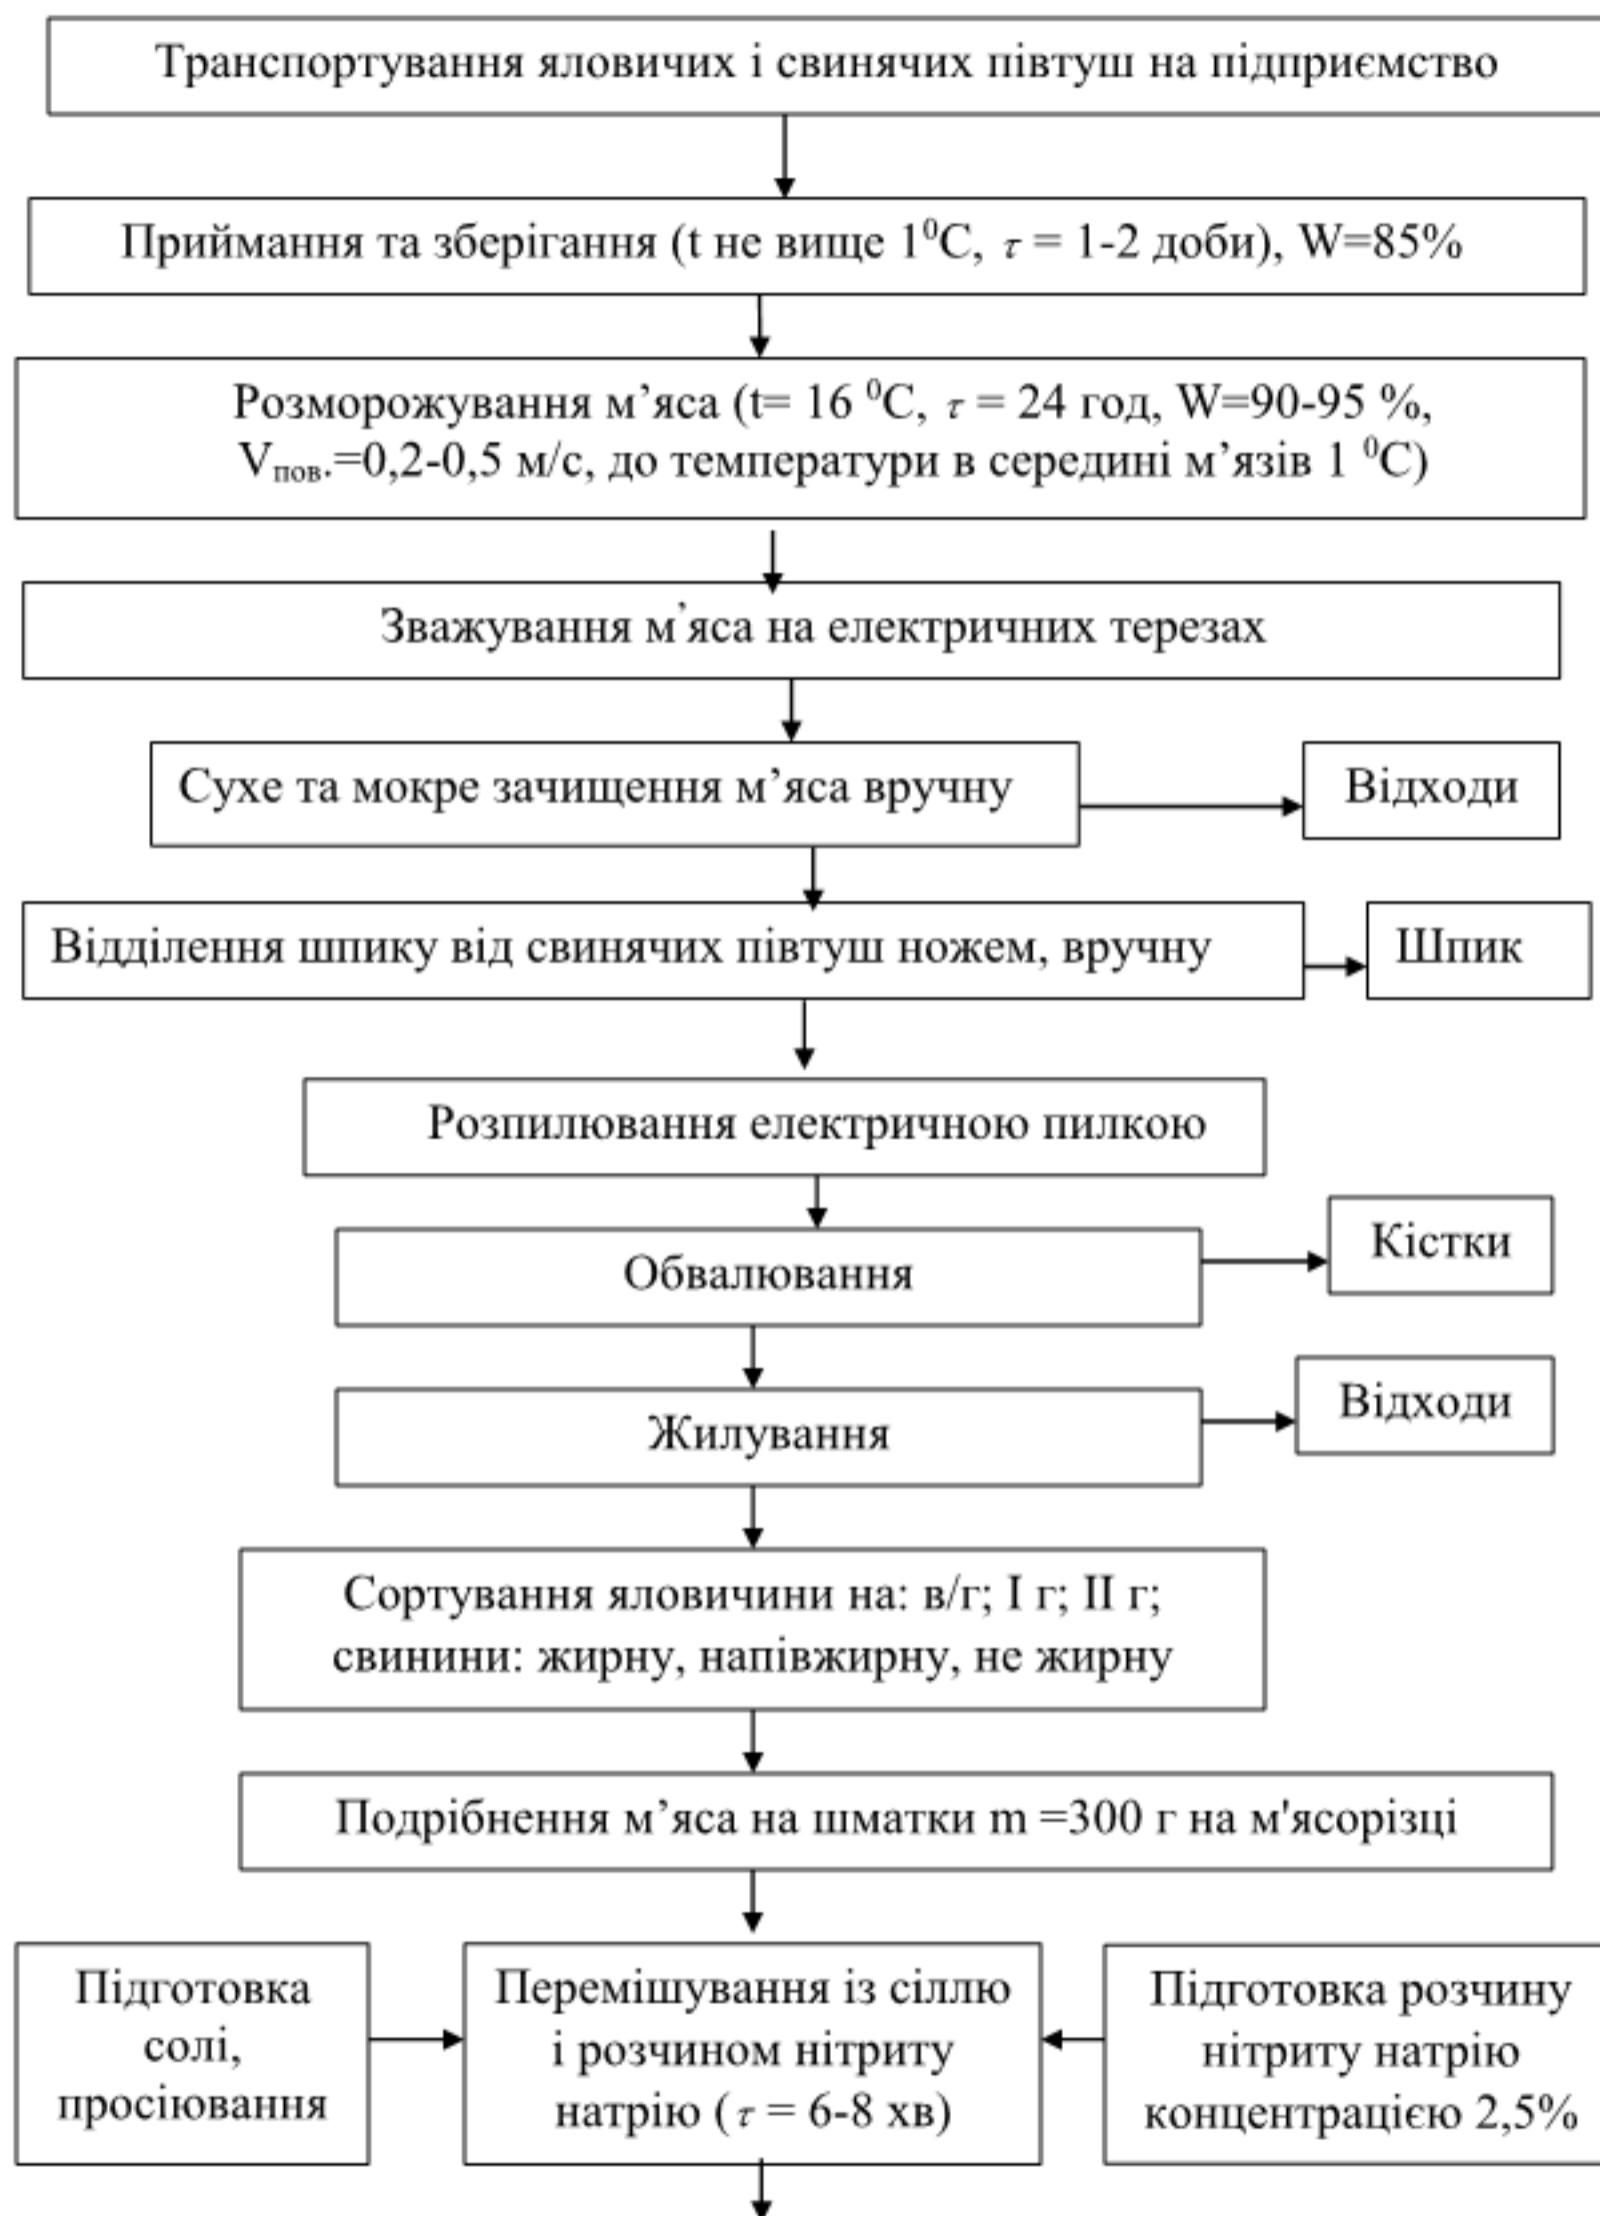 Транспортування яловичих і свинячих півтуш на підприємство
Приймання та зберігання (t не вище 1⁰С, τ = 1-2 доби), W=85%
Розморожування м’яса (t= 16 ⁰С, τ = 24 год, W=90-95 %,
Vпов.=0,2-0,5 м/с, до температури в середині м’язів 1 ⁰С)
Зважування м’яса на електричних терезах
Сухе та мокре зачищення м’яса вручну
Відходи
Відділення шпику від свинячих півтуш ножем, вручну
Шпик
Розпилювання електричною пилкою
Обвалювання
Кістки
Жилування
Відходи
Сортування яловичини на: в/г; І г; ІІ г;
свинини: жирну, напівжирну, не жирну
Подрібнення м’яса на шматки m =300 г на м'ясорізці
Підготовка
солі,
просіювання
Перемішування із сіллю
і розчином нітриту
натрію ( τ = 6-8 хв)
Підготовка розчину
нітриту натрію
концентрацією 2,5%